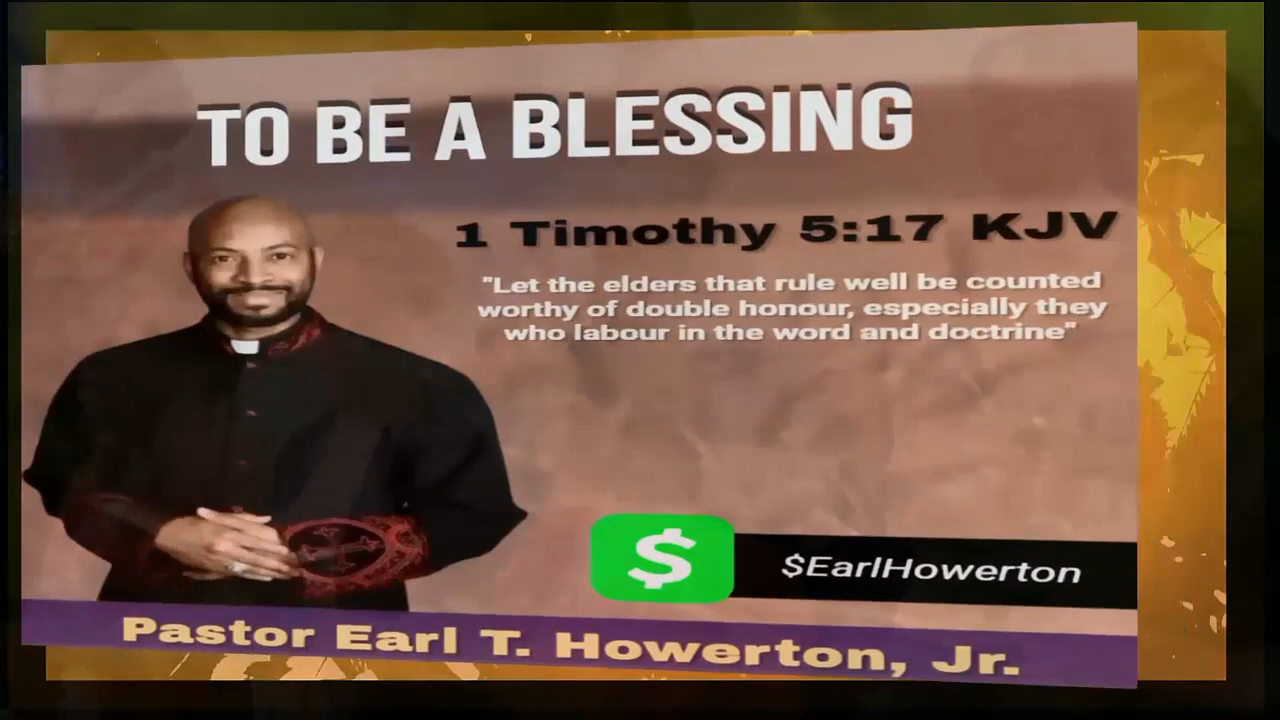 TO BE A BLESSING
1 Timothy 5:17 KJV
"Let the elders that rule well be counted
worthy of double honour, especially they
who labour in the word and doctrine"
$
$EarlHowerton
Pastor Earl T. Howerton, Jr.